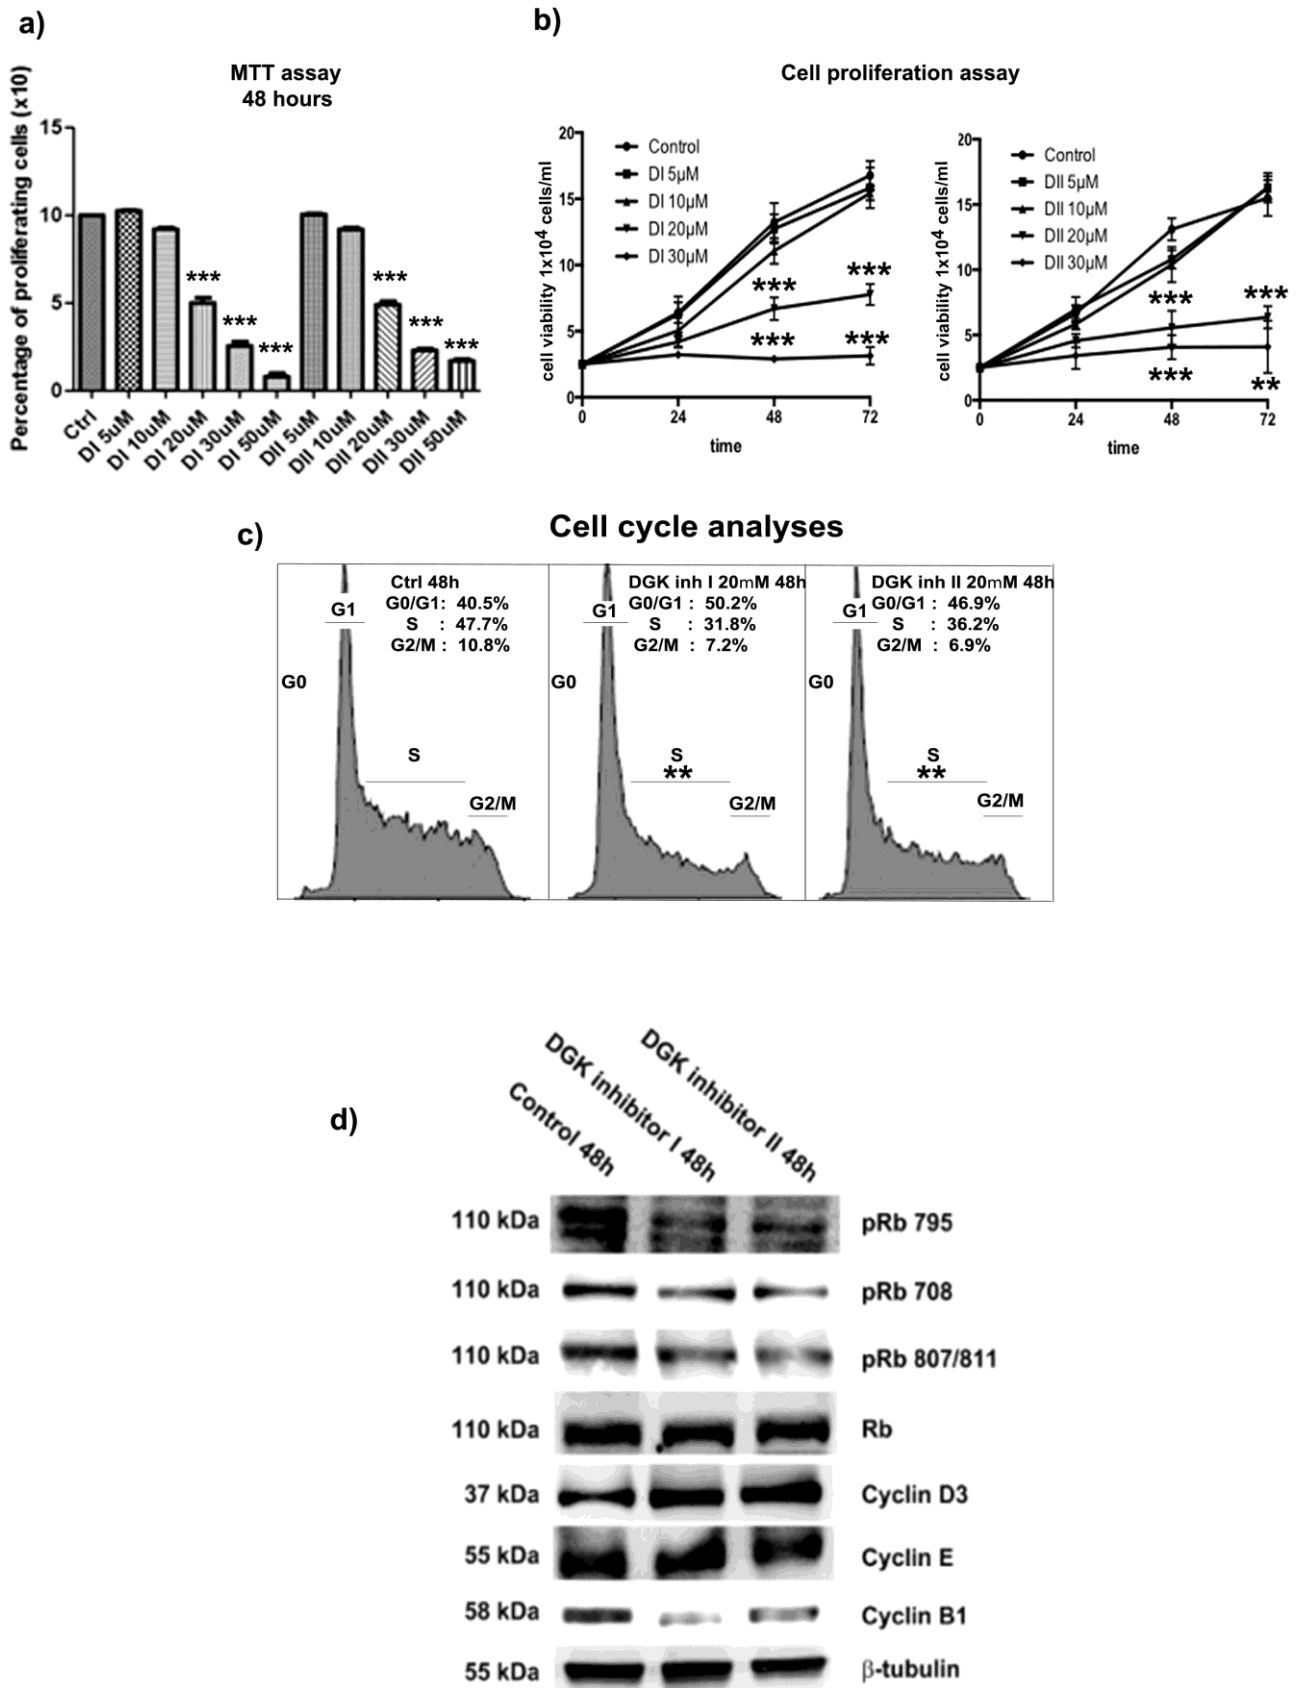 a)
MTT assay
48 hours
Percentage of proliferating cells (x10)
15
10
5
0
Ctrl
DI 5uM
DI 10uM
DI 20uM
DI 30uM
DI 50uM
DII 5uM
DII 10uM
DII 20uM
DII 30uM
DII 50uM
***
***
***
***
***
***
b)
Cell proliferation assay
cell viability 1x10⁴ cells/ml
20
15
10
5
0
0
24
48
72
time
Control
DI 5µM
DI 10µM
DI 20µM
DI 30µM
***
***
***
***
cell viability 1x10⁴ cells/ml
20
15
10
5
0
0
24
48
72
time
Control
DII 5µM
DII 10µM
DII 20µM
DII 30µM
***
***
***
**
c)
Cell cycle analyses
Ctrl 48h
G0/G1 : 40.5%
S : 47.7%
G2/M : 10.8%
G1
G0
S
G2/M
DGK inh I 20mM 48h
G0/G1 : 50.2%
S : 31.8%
G2/M : 7.2%
G1
G0
S
**
G2/M
DGK inh II 20mM 48h
G0/G1 : 46.9%
S : 36.2%
G2/M : 6.9%
G1
G0
S
**
G2/M
d)
Control 48h
DGK inhibitor I 48h
DGK inhibitor II 48h
110 kDa pRb 795
110 kDa pRb 708
110 kDa pRb 807/811
110 kDa Rb
37 kDa Cyclin D3
55 kDa Cyclin E
58 kDa Cyclin B1
55 kDa β-tubulin